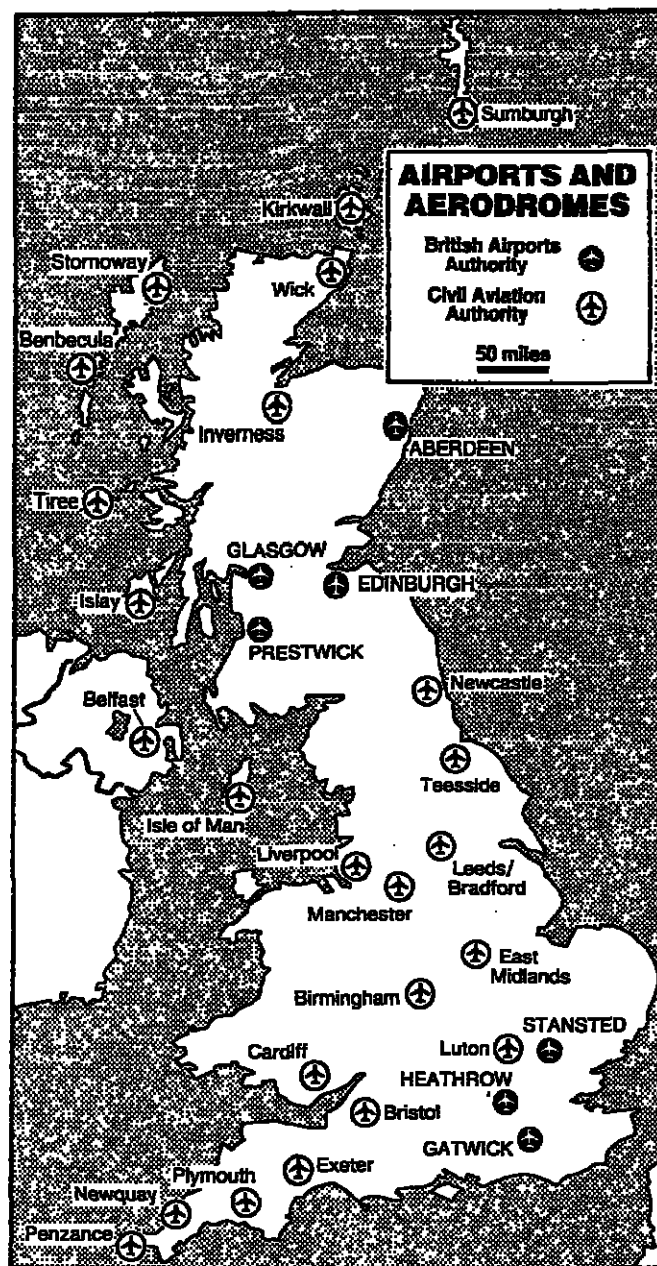 Sumburgh
AIRPORTS AND
AERODROMES
British Airports
Authority
Civil Aviation
Authority
50 miles
Kirkwall
Stornoway
Wick
Benbecula
Inverness
ABERDEEN
Tiree
GLASGOW
EDINBURGH
Islay
PRESTWICK
Newcastle
Belfast
Teesside
Isle of Man
Liverpool
Leeds/
Bradford
Manchester
East
Midlands
Birmingham
STANSTED
Luton
Cardiff
HEATHROW
Bristol
GATWICK
Exeter
Plymouth
Newquay
Penzance